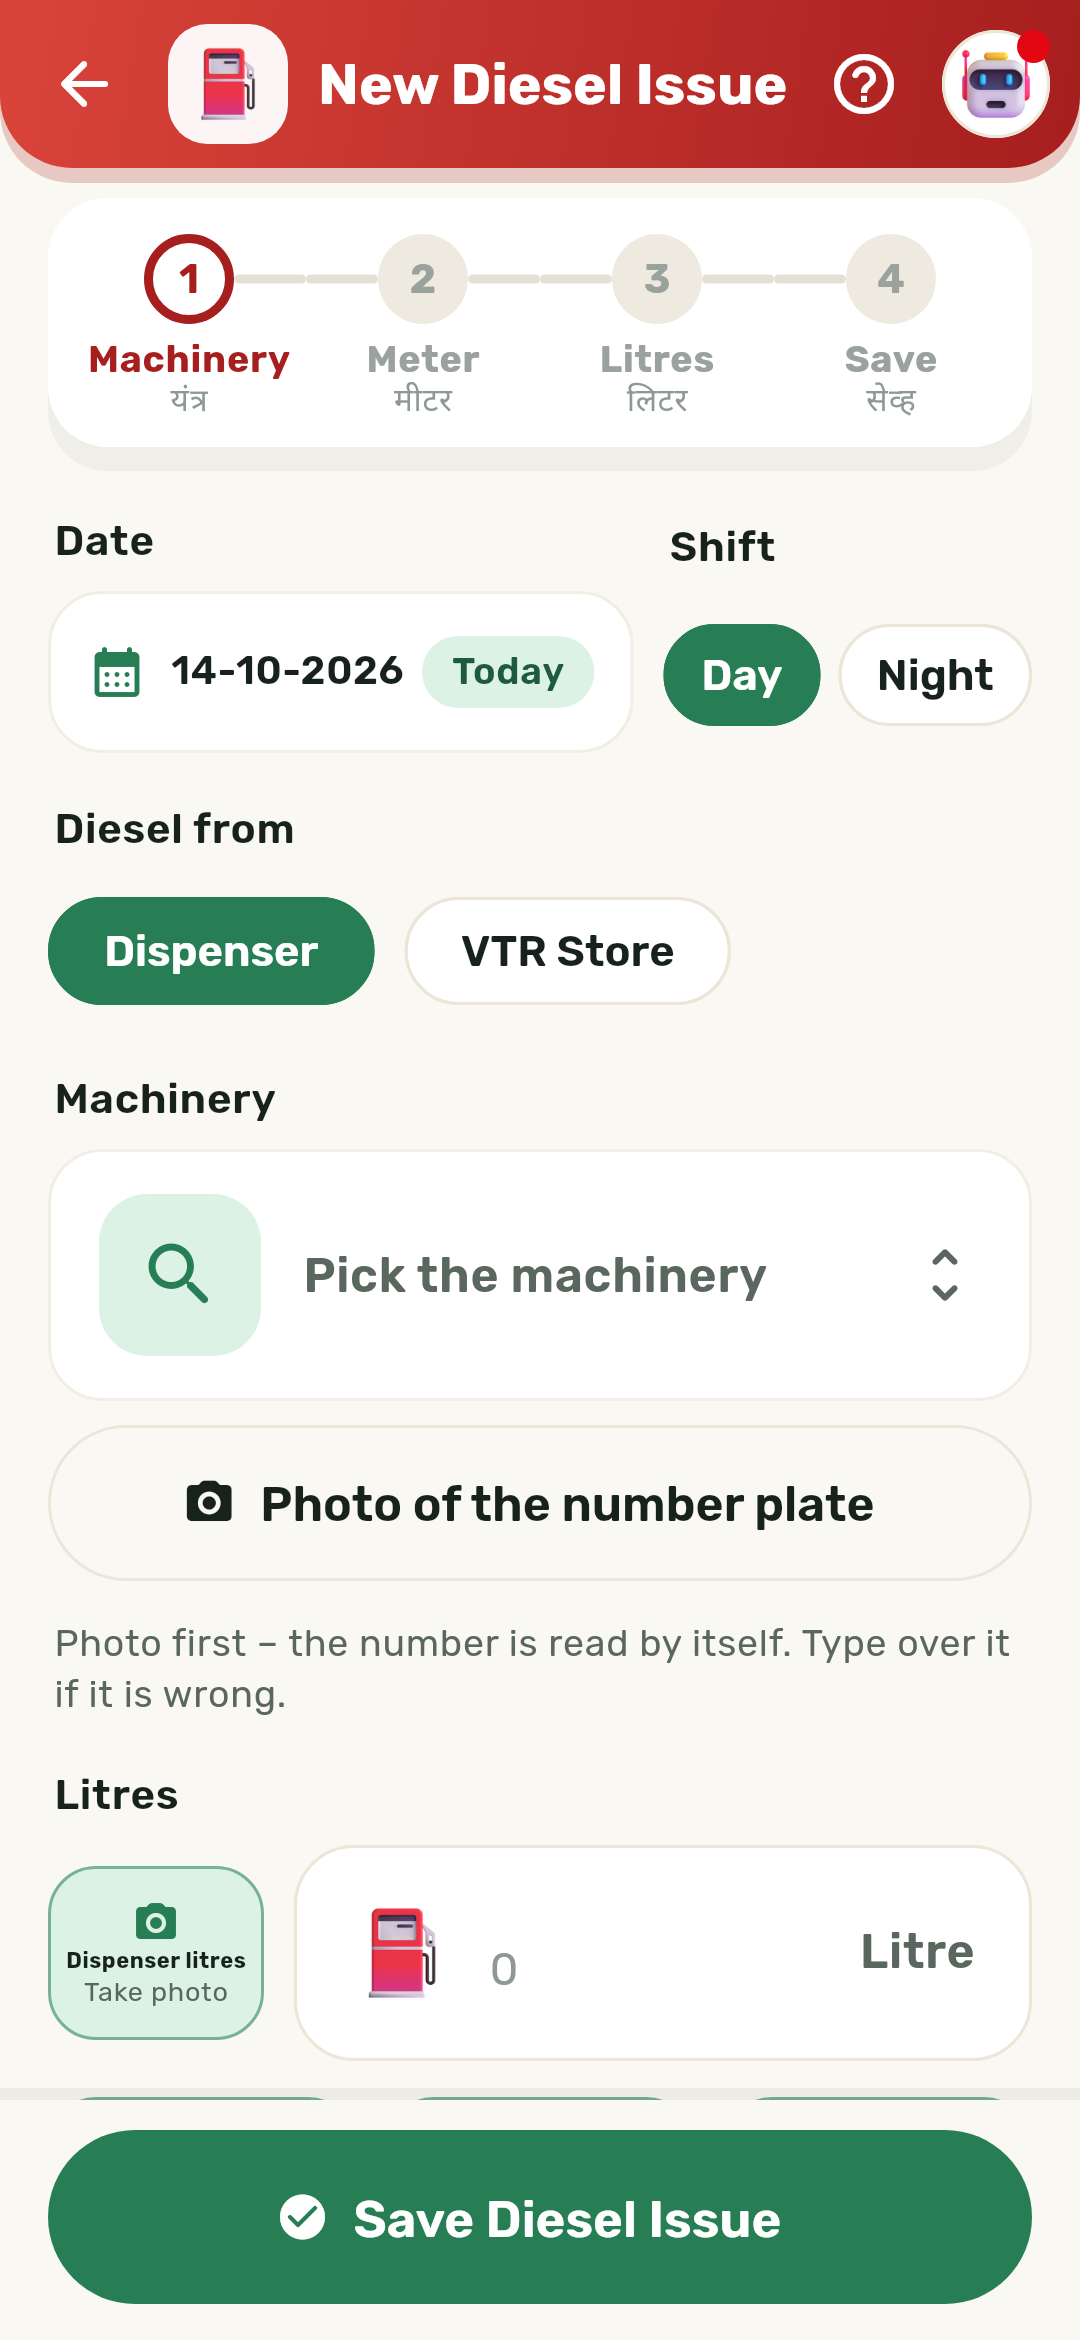 New Diesel Issue
1
2
3
4
Machinery
Meter
Litres
Save
यंत्र
मीटर
लिटर
सेव्ह
Date
Shift
14-10-2026
Today
Day
Night
Diesel from
Dispenser
VTR Store
Machinery
Pick the machinery
Photo of the number plate
Photo first – the number is read by itself. Type over it
if it is wrong.
Litres
Dispenser litres
Take photo
0
Litre
Save Diesel Issue